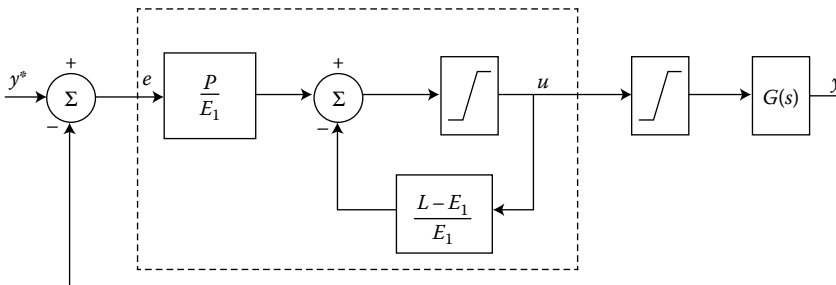 +
y*
Σ
−
e
P
E1
+
Σ
−
u
L – E1
E1
G(s)
y